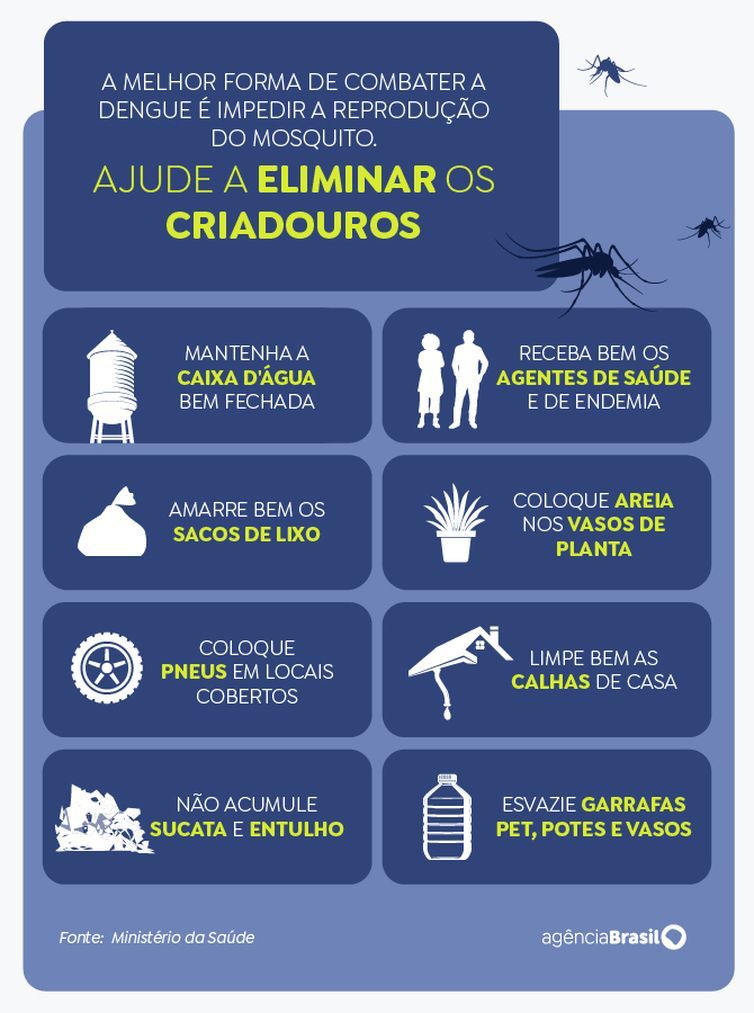 A MELHOR FORMA DE COMBATER A
DENGUE É IMPEDIR A REPRODUÇÃO
DO MOSQUITO.
AJUDE A ELIMINAR OS
CRIADOUROS
MANTENHA A
CAIXA D'ÁGUA
BEM FECHADA
RECEBA BEM OS
AGENTES DE SAÚDE
E DE ENDEMIA
AMARRE BEM OS
SACOS DE LIXO
COLOQUE AREIA
NOS VASOS DE
PLANTA
COLOQUE
PNEUS EM LOCAIS
COBERTOS
LIMPE BEM AS
CALHAS DE CASA
NÃO ACUMULE
SUCATA E ENTULHO
ESVAZIE GARRAFAS
PET, POTES E VASOS
Fonte: Ministério da Saúde
agênciaBrasil